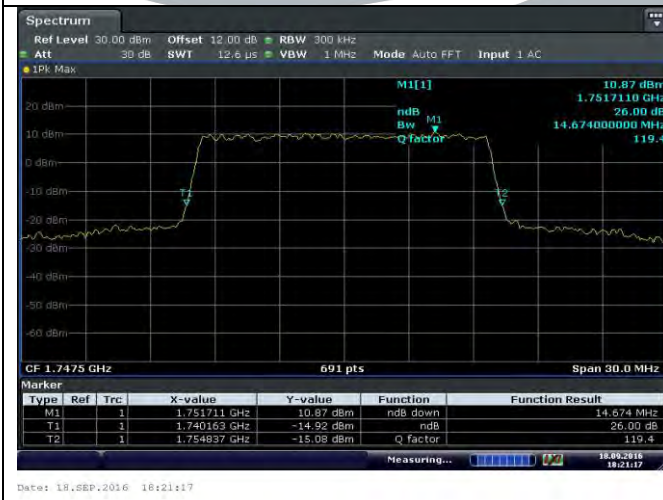 Spectrum
Ref Level 30.00 dBm Offset 12.00 dB RBW 300 kHz
Att 30 dB SWT 12.6 µs VBW 1 MHz Mode Auto FFT Input 1 AC
1Pk Max
M1[1] 10.87 dBm
1.7517110 GHz
20 dBm
ndB 26.00 dB
10 dBm Bw M1 14.674000000 MHz
Q factor 119.4
0 dBm
-10 dBm
T1 T2
-20 dBm
-30 dBm
-40 dBm
-50 dBm
-60 dBm
CF 1.7475 GHz 691 pts Span 30.0 MHz
Marker
Type Ref Trc X-value Y-value Function Function Result
M1 1 1.751711 GHz 10.87 dBm ndB down 14.674 MHz
T1 1 1.740163 GHz -14.92 dBm ndB 26.00 dB
T2 1 1.754837 GHz -15.08 dBm Q factor 119.4
Measuring... 18.09.2016
18:21:17
Date: 18.SEP.2016 18:21:17